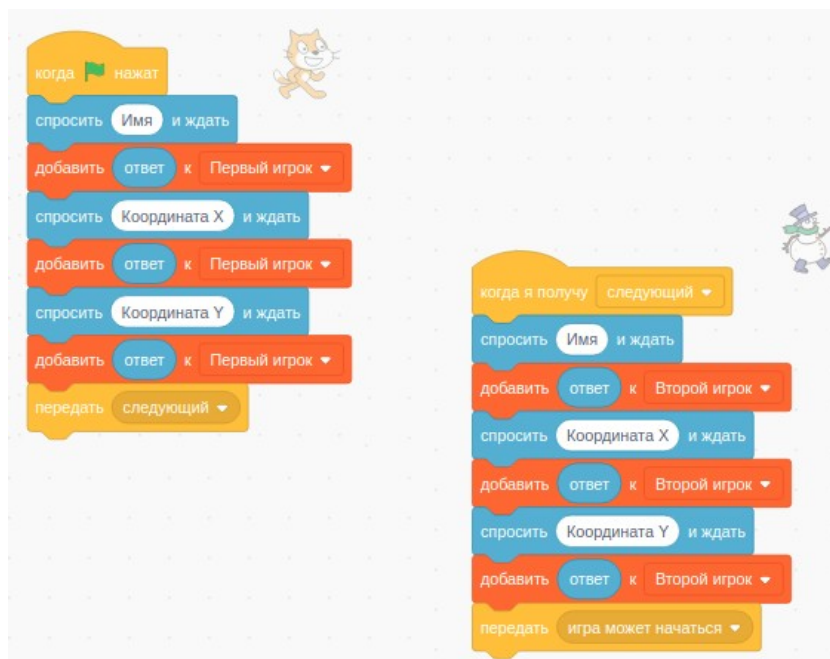 когда нажат
спросить Имя и ждать
добавить ответ к Первый игрок
спросить Координата X и ждать
добавить ответ к Первый игрок
спросить Координата Y и ждать
добавить ответ к Первый игрок
передать следующий
когда я получу следующий
спросить Имя и ждать
добавить ответ к Второй игрок
спросить Координата X и ждать
добавить ответ к Второй игрок
спросить Координата Y и ждать
добавить ответ к Второй игрок
передать игра может начаться